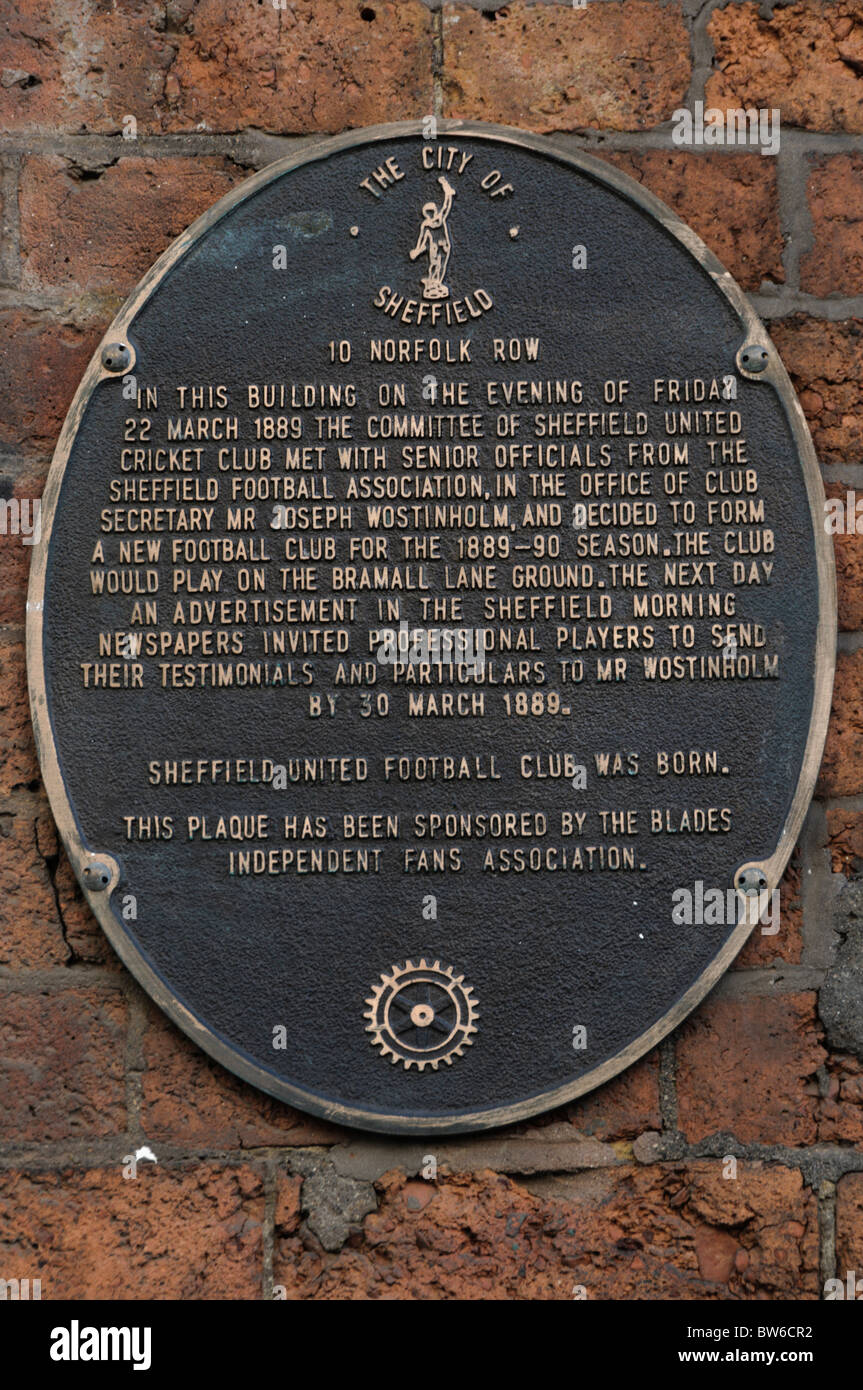 THE CITY OF
SHEFFIELD
10 NORFOLK ROW
IN THIS BUILDING ON THE EVENING OF FRIDAY
22 MARCH 1889 THE COMMITTEE OF SHEFFIELD UNITED
CRICKET CLUB MET WITH SENIOR OFFICIALS FROM THE
SHEFFIELD FOOTBALL ASSOCIATION, IN THE OFFICE OF CLUB
SECRETARY MR JOSEPH WOSTINHOLM, AND DECIDED TO FORM
A NEW FOOTBALL CLUB FOR THE 1889-90 SEASON. THE CLUB
WOULD PLAY ON THE BRAMALL LANE GROUND. THE NEXT DAY
AN ADVERTISEMENT IN THE SHEFFIELD MORNING
NEWSPAPERS INVITED PROFESSIONAL PLAYERS TO SEND
THEIR TESTIMONIALS AND PARTICULARS TO MR WOSTINHOLM
BY 30 MARCH 1889.
SHEFFIELD UNITED FOOTBALL CLUB WAS BORN.
THIS PLAQUE HAS BEEN SPONSORED BY THE BLADES
INDEPENDENT FANS ASSOCIATION.
alamy
alamy
alamy
a alamy
Image ID: BW6CR2
www.alamy.com